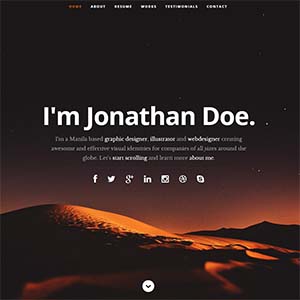 HOME ABOUT RESUME WORKS TESTIMONIALS CONTACT
I'm Jonathan Doe.
I'm a Manila based graphic designer, illustrator and webdesigner creating
awesome and effective visual identities for companies of all sizes around the
globe. Let's start scrolling and learn more about me.